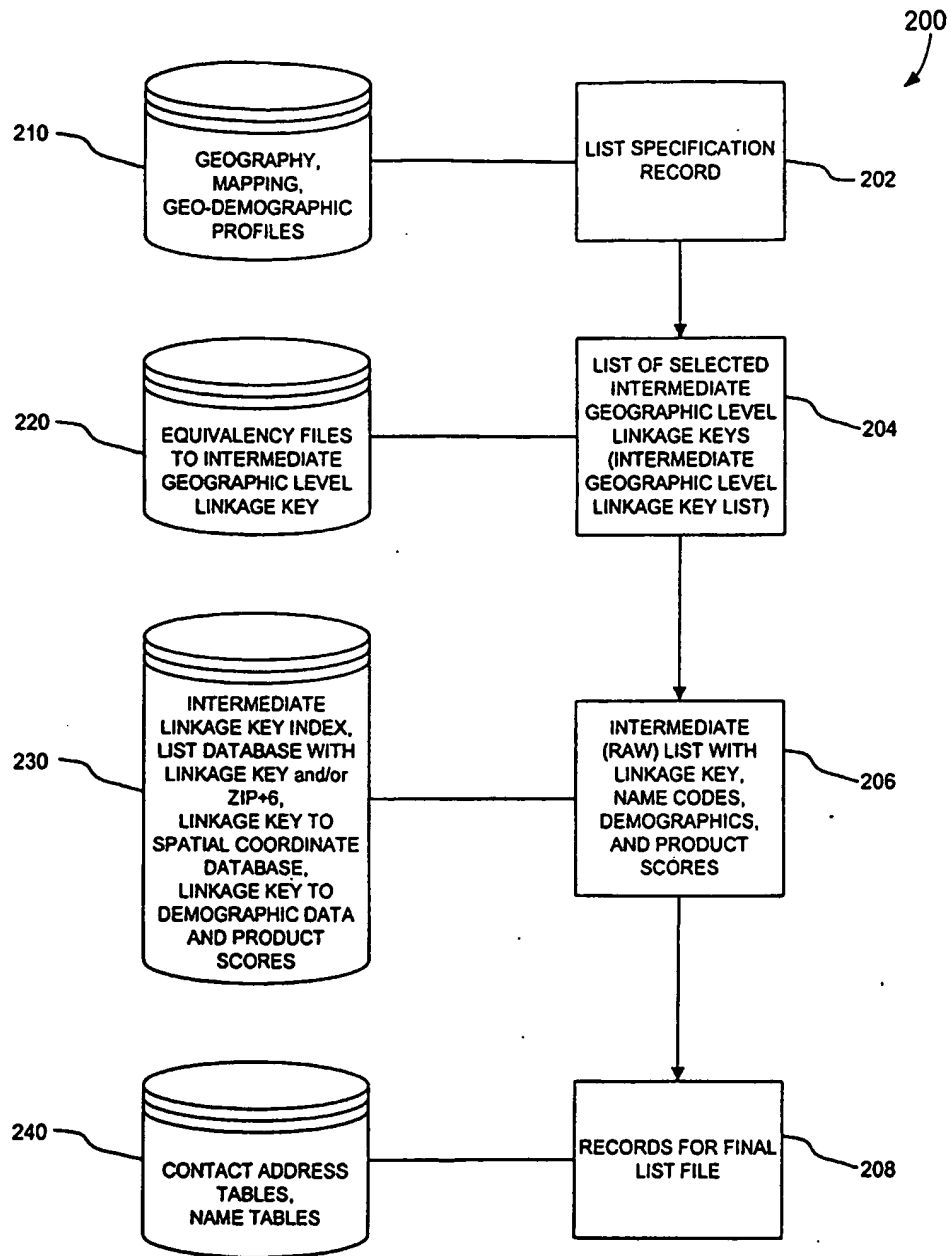 200
210
GEOGRAPHY,
MAPPING,
GEO-DEMOGRAPHIC
PROFILES
LIST SPECIFICATION
RECORD
202
220
EQUIVALENCY FILES
TO INTERMEDIATE
GEOGRAPHIC LEVEL
LINKAGE KEY
LIST OF SELECTED
INTERMEDIATE
GEOGRAPHIC LEVEL
LINKAGE KEYS
(INTERMEDIATE
GEOGRAPHIC LEVEL
LINKAGE KEY LIST)
204
230
INTERMEDIATE
LINKAGE KEY INDEX,
LIST DATABASE WITH
LINKAGE KEY and/or
ZIP+6,
LINKAGE KEY TO
SPATIAL COORDINATE
DATABASE,
LINKAGE KEY TO
DEMOGRAPHIC DATA
AND PRODUCT
SCORES
INTERMEDIATE
(RAW) LIST WITH
LINKAGE KEY,
NAME CODES,
DEMOGRAPHICS,
AND PRODUCT
SCORES
206
240
CONTACT ADDRESS
TABLES,
NAME TABLES
RECORDS FOR FINAL
LIST FILE
208